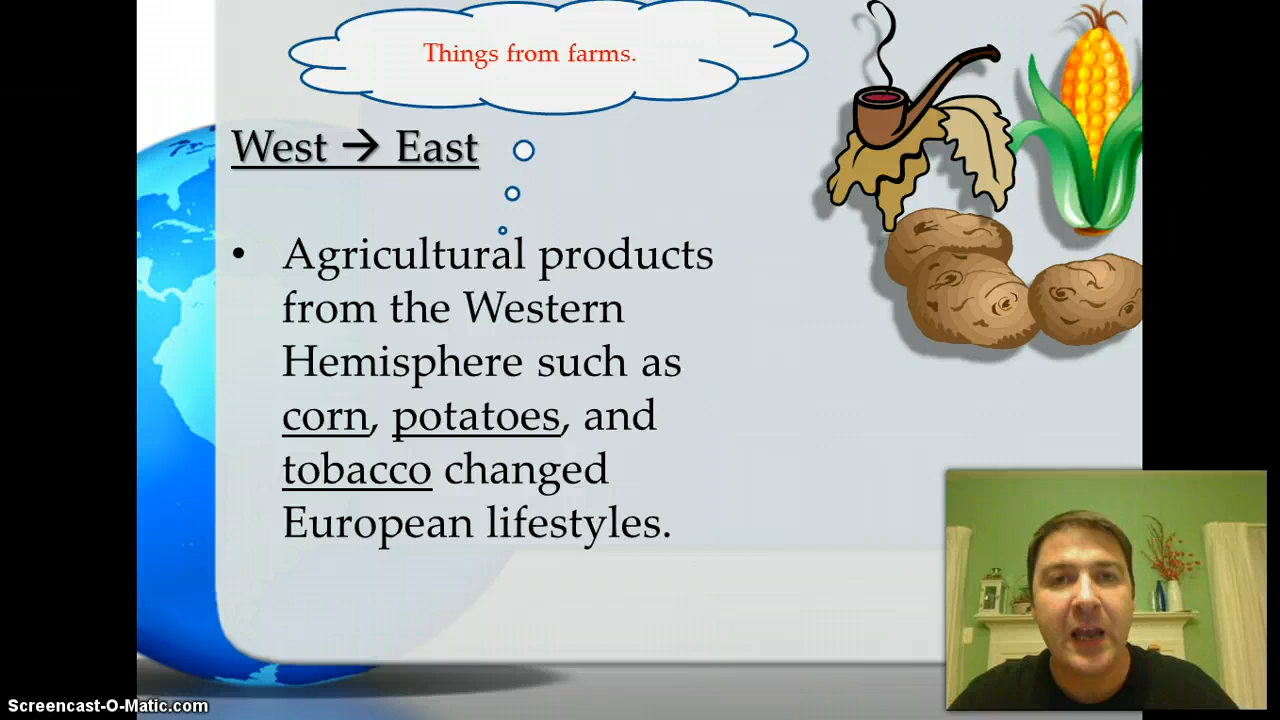 Things from farms.
West → East
• Agricultural products
from the Western
Hemisphere such as
corn, potatoes, and
tobacco changed
European lifestyles.
Screencast-O-Matic.com